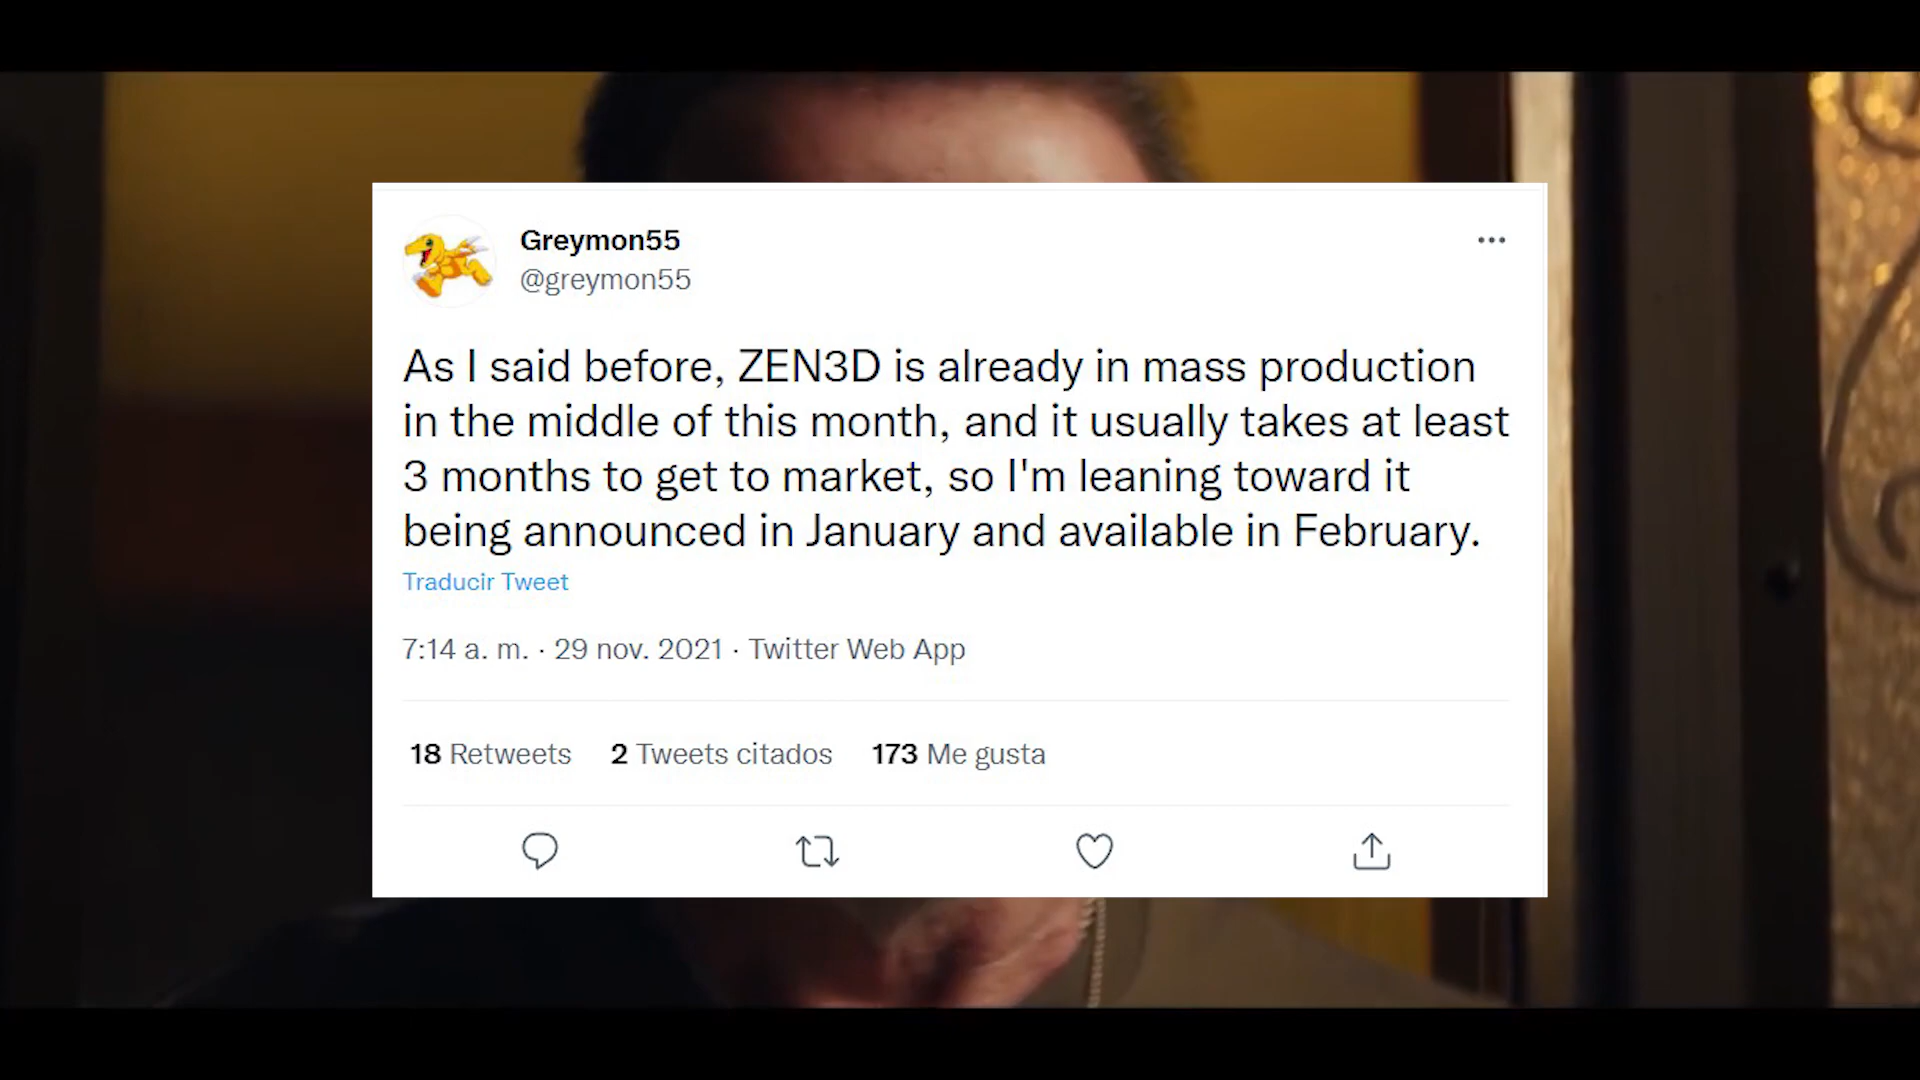 Greymon55
@greymon55
As I said before, ZEN3D is already in mass production
in the middle of this month, and it usually takes at least
3 months to get to market, so I'm leaning toward it
being announced in January and available in February.
Traducir Tweet
7:14 a. m. · 29 nov. 2021 · Twitter Web App
18 Retweets 2 Tweets citados 173 Me gusta